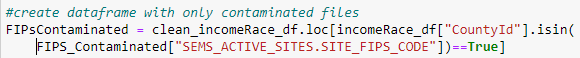 #create dataframe with only contaminated files
FIPsContaminated = clean_incomeRace_df.loc[incomeRace_df["CountyId"].isin(
FIPS_Contaminated["SEMS_ACTIVE_SITES.SITE_FIPS_CODE"])==True]